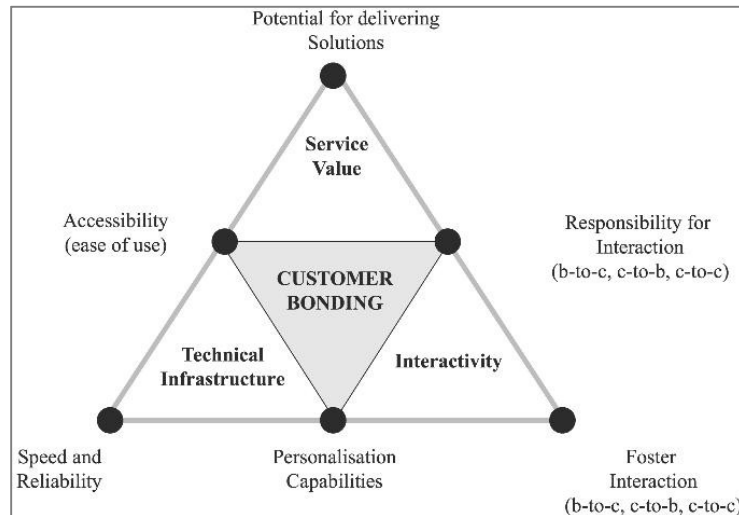 Potential for delivering
Solutions
Service
Value
Accessibility
(ease of use)
Responsibility for
Interaction
(b-to-c, c-to-b, c-to-c)
CUSTOMER
BONDING
Technical
Infrastructure
Interactivity
Speed and
Reliability
Personalisation
Capabilities
Foster
Interaction
(b-to-c, c-to-b, c-to-c)